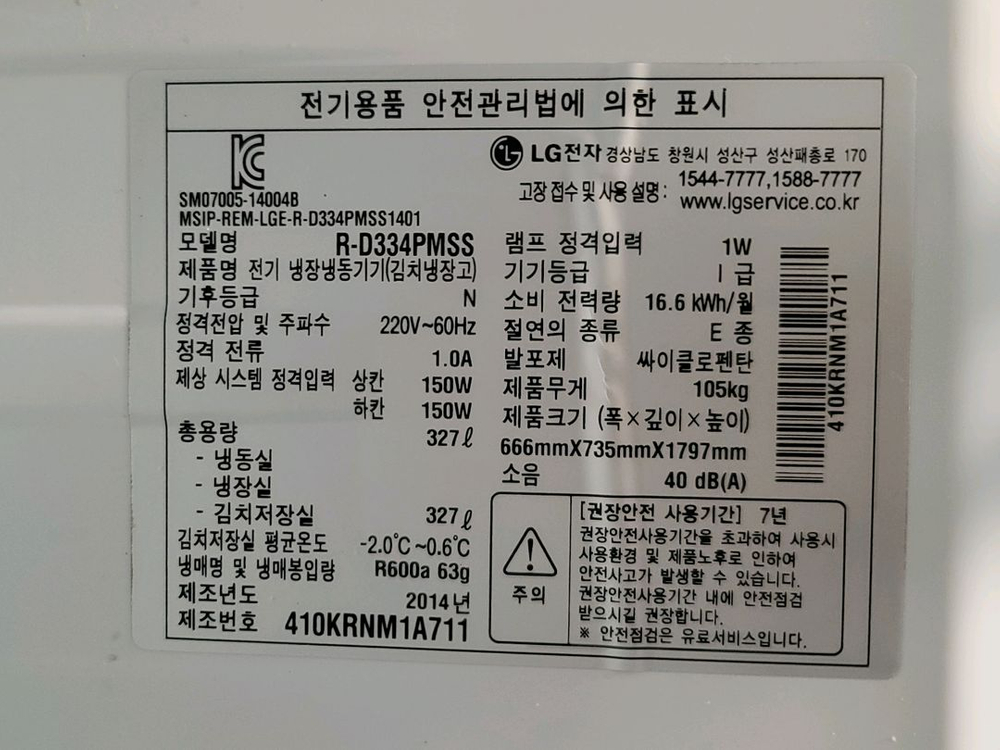 전기용품 안전관리법에 의한 표시
SM07005-14004B
MSIP-REM-LGE-R-D334PMSS1401
LG전자 경상남도 창원시 성산구 성산패총로 170
고장 접수 및 사용 설명: 1544-7777,1588-7777
www.lgservice.co.kr
모델명 R-D334PMSS
제품명 전기 냉장냉동기기(김치냉장고)
기후등급 N
정격전압 및 주파수 220V~60Hz
정격 전류 1.0A
제상 시스템 정격입력 상칸 150W
하칸 150W
총용량 327ℓ
- 냉동실
- 냉장실
- 김치저장실 327ℓ
김치저장실 평균온도 -2.0℃~0.6℃
냉매명 및 냉매봉입량 R600a 63g
제조년도 2014년
제조번호 410KRNM1A711
램프 정격입력 1W
기기등급 I 급
소비 전력량 16.6 kWh/월
절연의 종류 E 종
발포제 싸이클로펜탄
제품무게 105kg
제품크기 (폭×깊이×높이)
666mmX735mmX1797mm
소음 40 dB(A)
410KRNM1A711
주의
[권장안전 사용기간] 7년
권장안전사용기간을 초과하여 사용시
사용환경 및 제품노후로 인하여
안전사고가 발생할 수 있습니다.
권장안전사용기간 내에 안전점검
받으시길 권장합니다.
※ 안전점검은 유료서비스입니다.